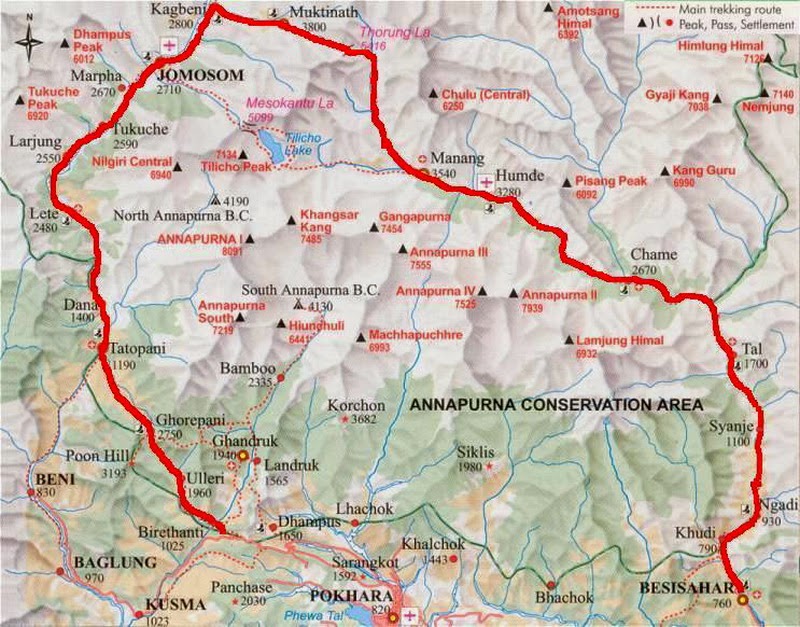 Kagbeni
2800
Muktinath
3800
Thorung La
5416
Amotsang
Himal
6392
Main trekking route
Peak, Pass, Settlement
Himlung Himal
7126
N
Dhampus
Peak
6012
Marpha
2670
JOMOSOM
2710
Tukuche
Peak
6920
Mesokantu La
5099
Chulu (Central)
6250
Gyaji Kang
7038
7140
Nemjung
Tukuche
2590
Larjung
2550
Nilgiri Central
6940
7134
Tilicho Peak
Tilicho
Lake
Manang
3540
Humde
3280
Pisang Peak
6092
Kang Guru
6990
Lete
2480
4190
North Annapurna B.C.
Khangsar
Kang
7485
Gangapurna
7454
ANNAPURNA I
8091
Annapurna III
7555
Chame
2670
South Annapurna B.C.
4130
Annapurna IV
7525
Annapurna II
7939
Dana
1400
Annapurna
South
7219
Hiunchuli
6441
Machhapuchhre
6993
Lamjung Himal
6932
Tal
1700
Tatopani
1190
Bamboo
2335
Korchon
3682
ANNAPURNA CONSERVATION AREA
Syanje
1100
Ghorepani
2750
Ghandruk
1940
Poon Hill
3193
Landruk
1565
Siklis
1980
BENI
830
Ulleri
1960
Ngadi
930
Lhachok
Birethanti
1025
Dhampus
1650
Khudi
790
Khalchok
1443
BAGLUNG
970
Sarangkot
1592
Panchase
2030
POKHARA
820
Bhachok
BESISAHAR
760
KUSMA
1023
Phewa Tal